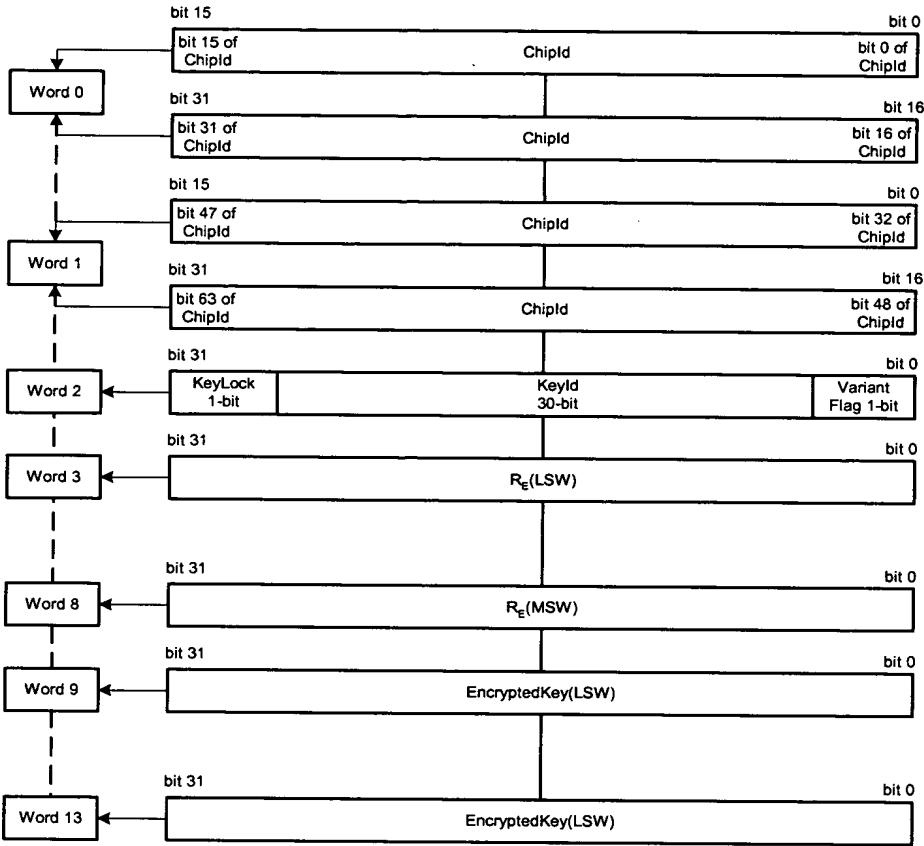 bit 15
bit 0
bit 15 of ChipId bit 0 of
ChipId ChipId
Word 0
bit 31
bit 16
bit 31 of ChipId bit 16 of
ChipId ChipId
bit 15
bit 0
bit 47 of ChipId bit 32 of
ChipId ChipId
Word 1
bit 31
bit 16
bit 63 of ChipId bit 48 of
ChipId ChipId
bit 31
bit 0
Word 2
KeyLock KeyId Variant
1-bit 30-bit Flag 1-bit
bit 31
bit 0
Word 3
RE(LSW)
bit 31
bit 0
Word 8
RE(MSW)
bit 31
bit 0
Word 9
EncryptedKey(LSW)
bit 31
bit 0
Word 13
EncryptedKey(LSW)